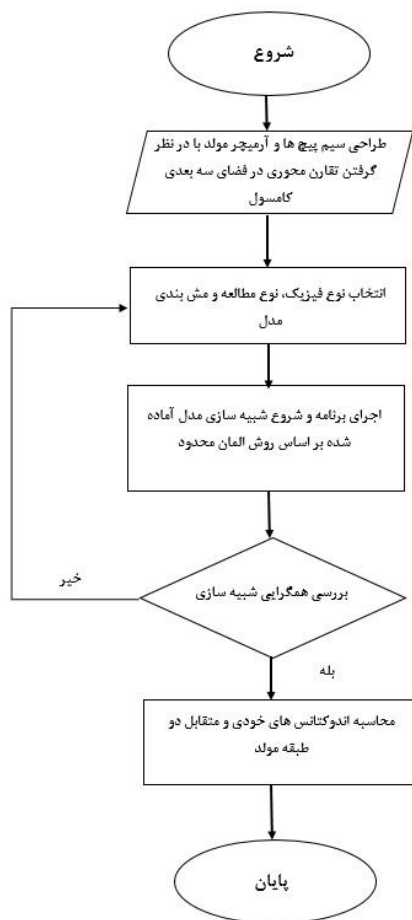 شروع
طراحی سیم پیچ ها و آرمیچر مولد با در نظر
گرفتن تقارن محوری در فضای سه بعدی
کامسول
انتخاب نوع فیزیک، نوع مطالعه و مش بندی
مدل
اجرای برنامه و شروع شبیه سازی مدل آماده
شده بر اساس روش المان محدود
بررسی همگرایی شبیه سازی
خیر
بله
محاسبه اندوکتانس های خودی و متقابل دو
طبقه مولد
پایان